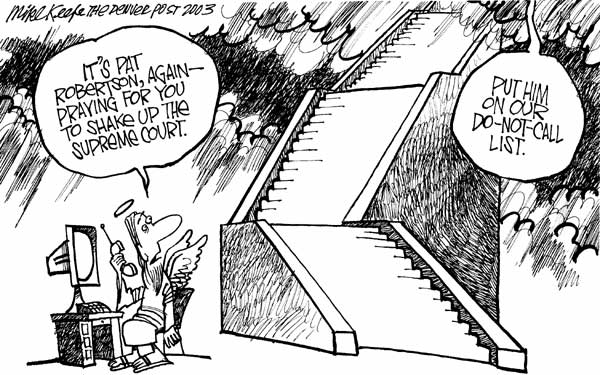 Mike Keefe THE DENVER POST 2003
IT'S PAT
ROBERTSON, AGAIN—
PRAYING FOR YOU
TO SHAKE UP THE
SUPREME COURT.
PUT HIM
ON OUR
DO-NOT-CALL
LIST.